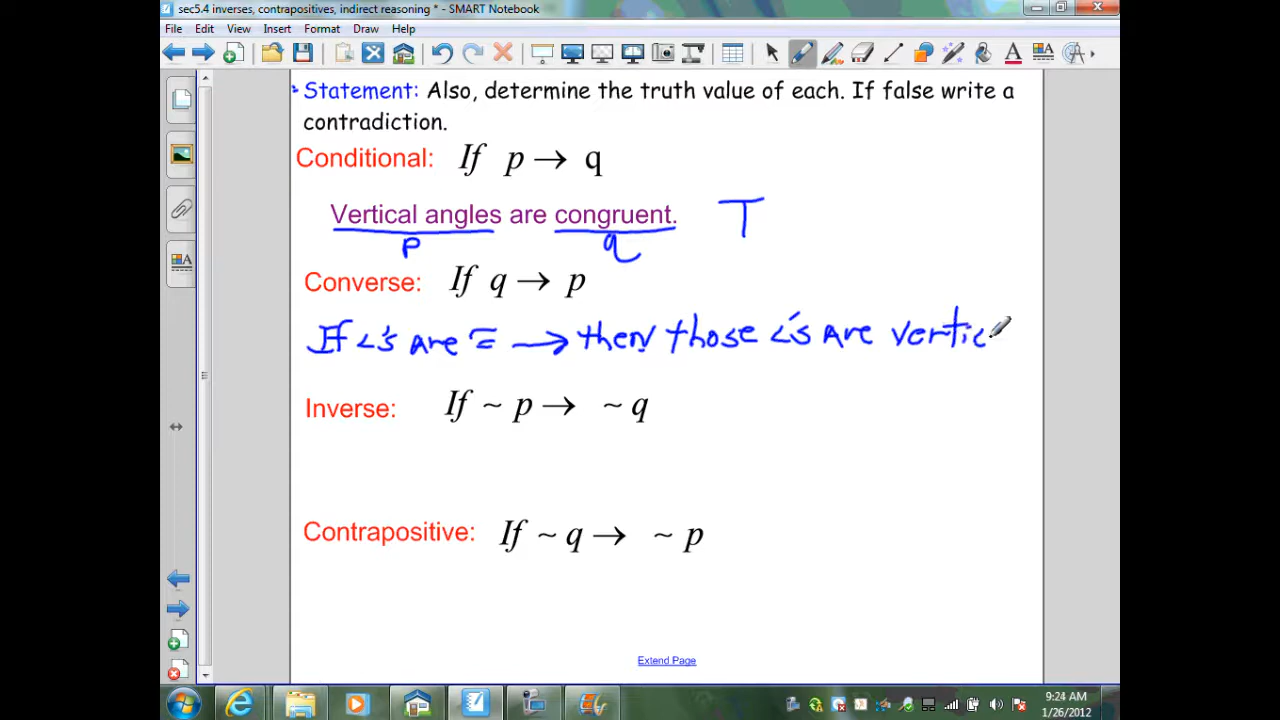 sec5.4 inverses, contrapositives, indirect reasoning * - SMART Notebook
File Edit View Insert Format Draw Help
Statement: Also, determine the truth value of each. If false write a
contradiction.
Conditional: If p → q
Vertical angles are congruent. T
p q
Converse: If q → p
If ∠'s are ≅ → then those ∠'s are vertic
Inverse: If ~ p → ~ q
Contrapositive: If ~ q → ~ p
Extend Page
9:24 AM
1/26/2012